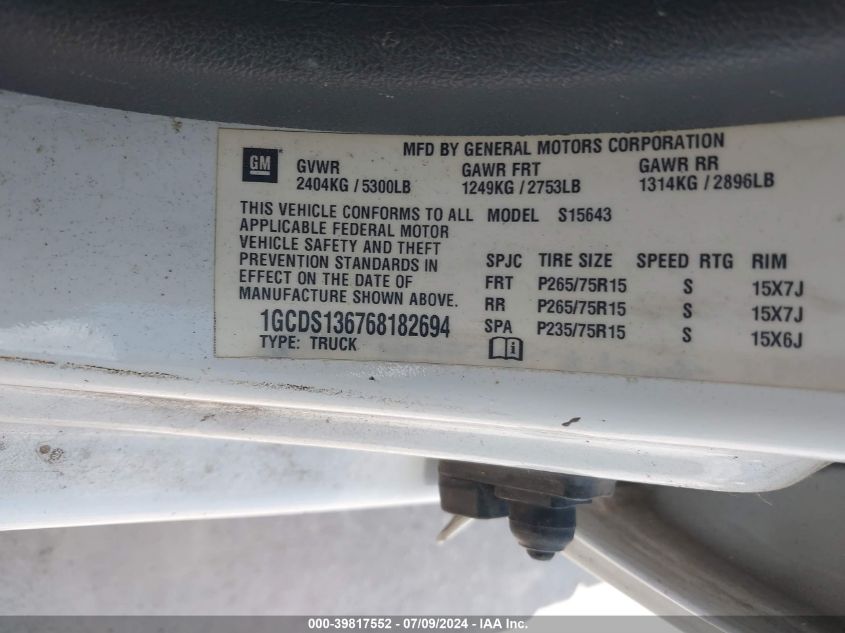 MFD BY GENERAL MOTORS CORPORATION
GM GVWR GAWR FRT GAWR RR
2404KG / 5300LB 1249KG / 2753LB 1314KG / 2896LB
THIS VEHICLE CONFORMS TO ALL MODEL S15643
APPLICABLE FEDERAL MOTOR
VEHICLE SAFETY AND THEFT
PREVENTION STANDARDS IN
EFFECT ON THE DATE OF
MANUFACTURE SHOWN ABOVE.
1GCDS136768182694
TYPE: TRUCK
SPJC TIRE SIZE SPEED RTG RIM
FRT P265/75R15 S 15X7J
RR P265/75R15 S 15X7J
SPA P235/75R15 S 15X6J
000-39817552 - 07/09/2024 - IAA Inc.